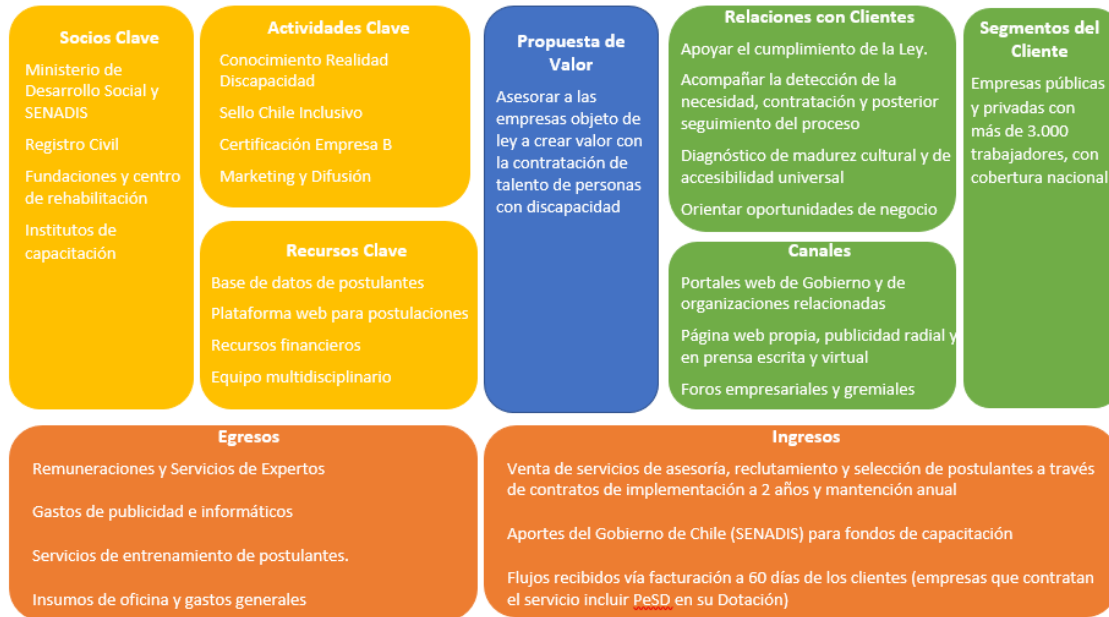 Socios Clave
Ministerio de
Desarrollo Social y
SENADIS
Registro Civil
Fundaciones y centro
de rehabilitación
Institutos de
capacitación
Actividades Clave
Conocimiento Realidad
Discapacidad
Sello Chile Inclusivo
Certificación Empresa B
Marketing y Difusión
Recursos Clave
Base de datos de postulantes
Plataforma web para postulaciones
Recursos financieros
Equipo multidisciplinario
Propuesta de
Valor
Asesorar a las
empresas objeto de
ley a crear valor con
la contratación de
talento de personas
con discapacidad
Relaciones con Clientes
Apoyar el cumplimiento de la Ley.
Acompañar la detección de la
necesidad, contratación y posterior
seguimiento del proceso
Diagnóstico de madurez cultural y de
accesibilidad universal
Orientar oportunidades de negocio
Canales
Portales web de Gobierno y de
organizaciones relacionadas
Página web propia, publicidad radial y
en prensa escrita y virtual
Foros empresariales y gremiales
Segmentos del
Cliente
Empresas públicas
y privadas con
más de 3.000
trabajadores, con
cobertura nacional
Egresos
Remuneraciones y Servicios de Expertos
Gastos de publicidad e informáticos
Servicios de entrenamiento de postulantes.
Insumos de oficina y gastos generales
Ingresos
Venta de servicios de asesoría, reclutamiento y selección de postulantes a través
de contratos de implementación a 2 años y mantención anual
Aportes del Gobierno de Chile (SENADIS) para fondos de capacitación
Flujos recibidos vía facturación a 60 días de los clientes (empresas que contratan
el servicio incluir PeSD en su Dotación)